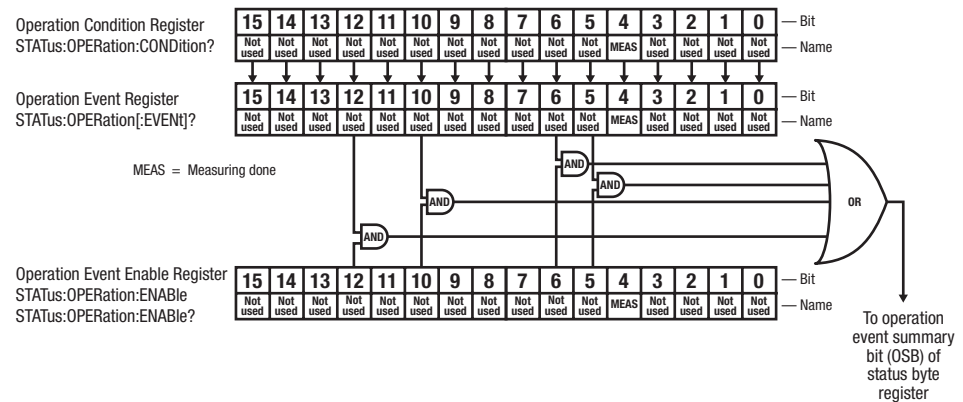 Operation Condition Register
STATus:OPERation:CONDition?
15 14 13 12 11 10 9 8 7 6 5 4 3 2 1 0 — Bit
Not used Not used Not used Not used Not used Not used Not used Not used Not used Not used Not used MEAS Not used Not used Not used Not used — Name
Operation Event Register
STATus:OPERation[:EVENt]?
15 14 13 12 11 10 9 8 7 6 5 4 3 2 1 0 — Bit
Not used Not used Not used Not used Not used Not used Not used Not used Not used Not used Not used MEAS Not used Not used Not used Not used — Name
MEAS = Measuring done
AND
AND
AND
AND
OR
Operation Event Enable Register
STATus:OPERation:ENABle
STATus:OPERation:ENABle?
15 14 13 12 11 10 9 8 7 6 5 4 3 2 1 0 — Bit
Not used Not used Not used Not used Not used Not used Not used Not used Not used Not used Not used MEAS Not used Not used Not used Not used — Name
To operation
event summary
bit (OSB) of
status byte
register